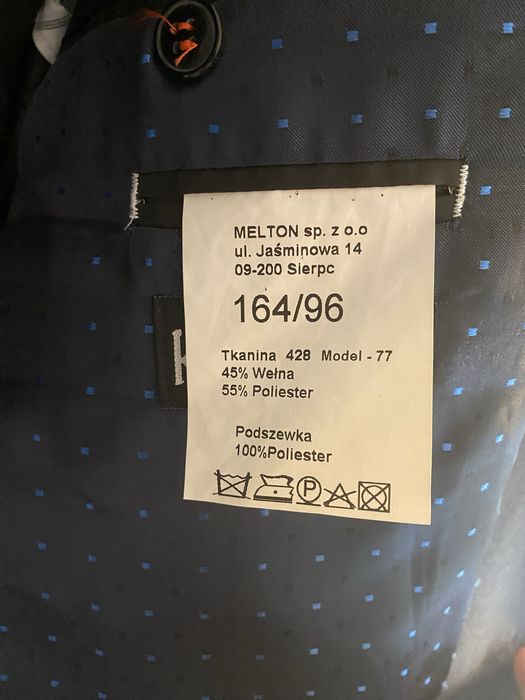 MELTON sp. z o.o
ul. Jaśminowa 14
09-200 Sierpc
164/96
Tkanina 428 Model - 77
45% Wełna
55% Poliester
Podszewka
100%Poliester
P